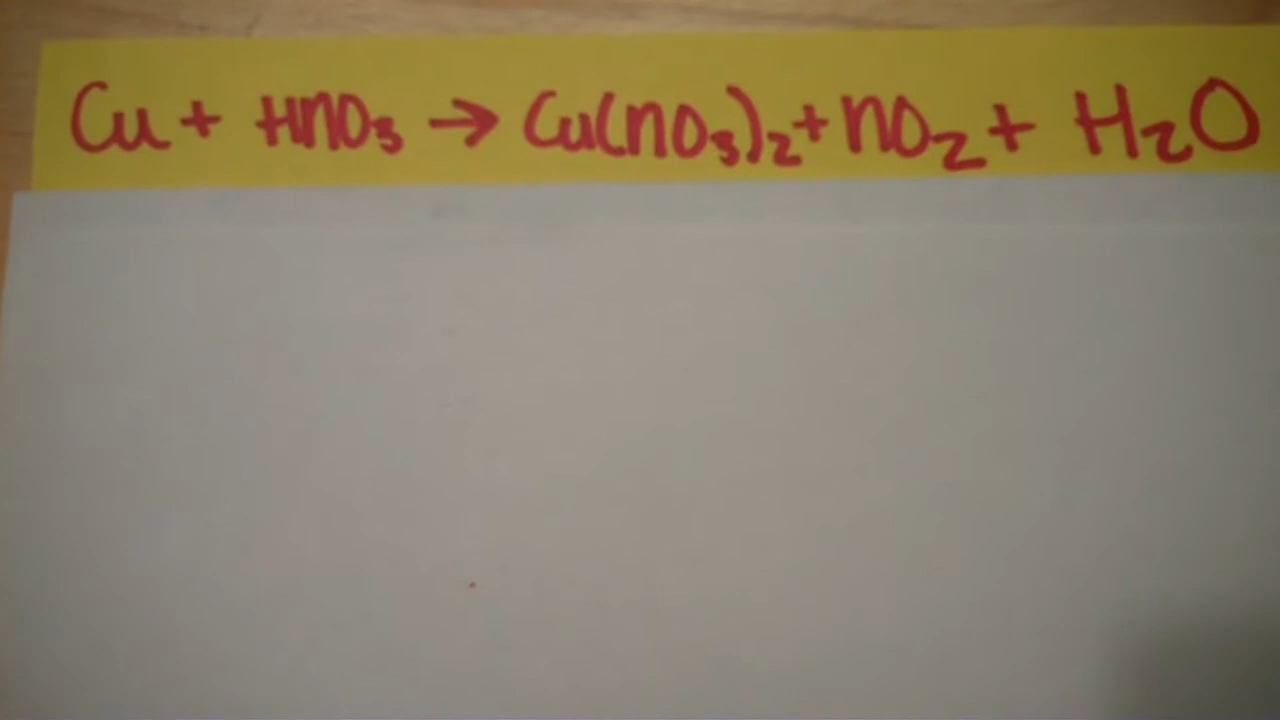 Cu + HNO₃ → Cu(NO₃)₂ + NO₂ + H₂O